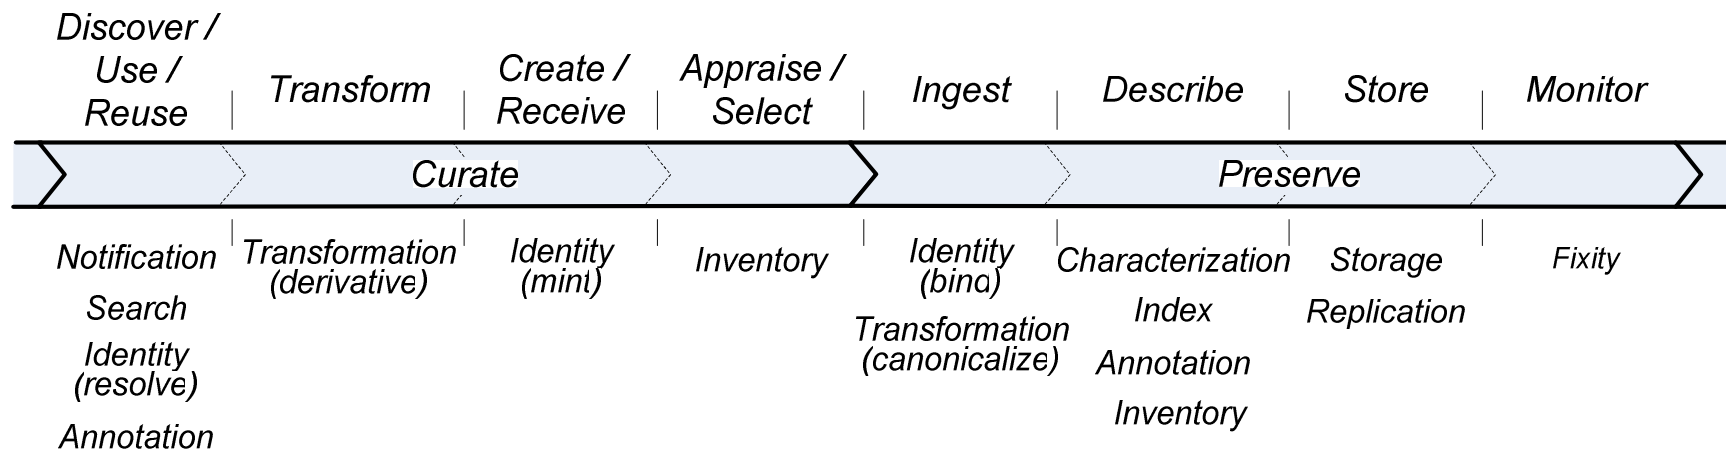 Discover /
Use /
Reuse
Transform
Create /
Receive
Appraise /
Select
Ingest
Describe
Store
Monitor
Curate
Preserve
Notification
Search
Identity
(resolve)
Annotation
Transformation
(derivative)
Identity
(mint)
Inventory
Identity
(bind)
Transformation
(canonicalize)
Characterization
Index
Annotation
Inventory
Storage
Replication
Fixity